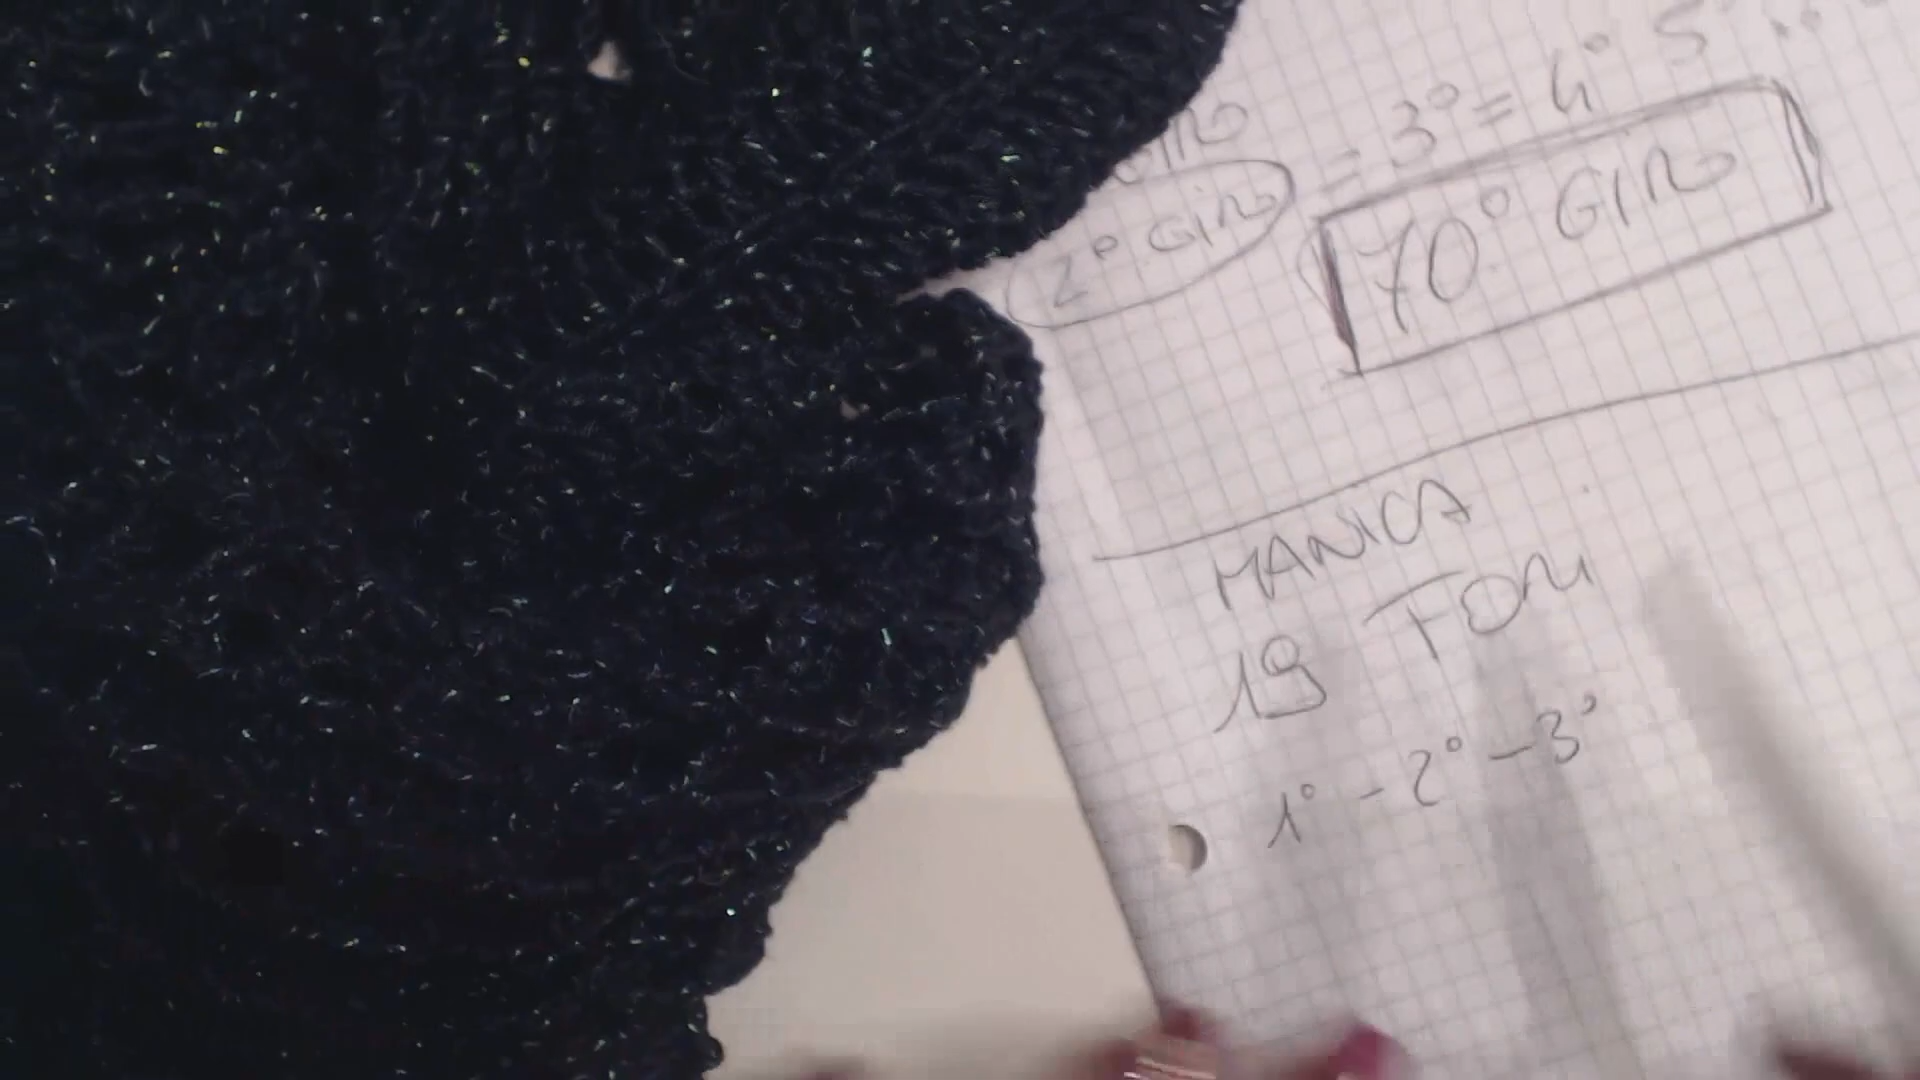 = 3° = 4° 5°
2° GIRO
70° GIRO
MANICA
19 FORI
1° - 2° - 3°